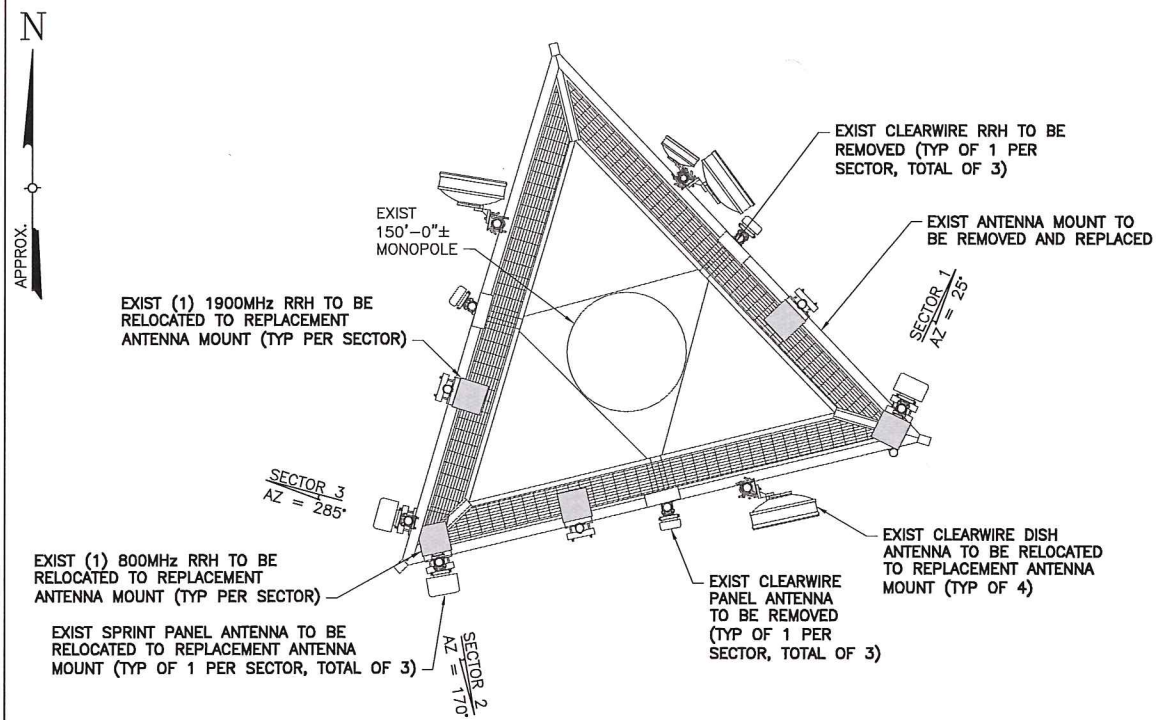 N
APPROX.
EXIST CLEARWIRE RRH TO BE
REMOVED (TYP OF 1 PER
SECTOR, TOTAL OF 3)
EXIST
150'-0"±
MONOPOLE
EXIST ANTENNA MOUNT TO
BE REMOVED AND REPLACED
SECTOR 1
AZ = 25°
EXIST (1) 1900MHz RRH TO BE
RELOCATED TO REPLACEMENT
ANTENNA MOUNT (TYP PER SECTOR)
SECTOR 3
AZ = 285°
EXIST (1) 800MHz RRH TO BE
RELOCATED TO REPLACEMENT
ANTENNA MOUNT (TYP PER SECTOR)
EXIST SPRINT PANEL ANTENNA TO BE
RELOCATED TO REPLACEMENT ANTENNA
MOUNT (TYP OF 1 PER SECTOR, TOTAL OF 3)
SECTOR 2
AZ = 170°
EXIST CLEARWIRE
PANEL ANTENNA
TO BE REMOVED
(TYP OF 1 PER
SECTOR, TOTAL OF 3)
EXIST CLEARWIRE DISH
ANTENNA TO BE RELOCATED
TO REPLACEMENT ANTENNA
MOUNT (TYP OF 4)